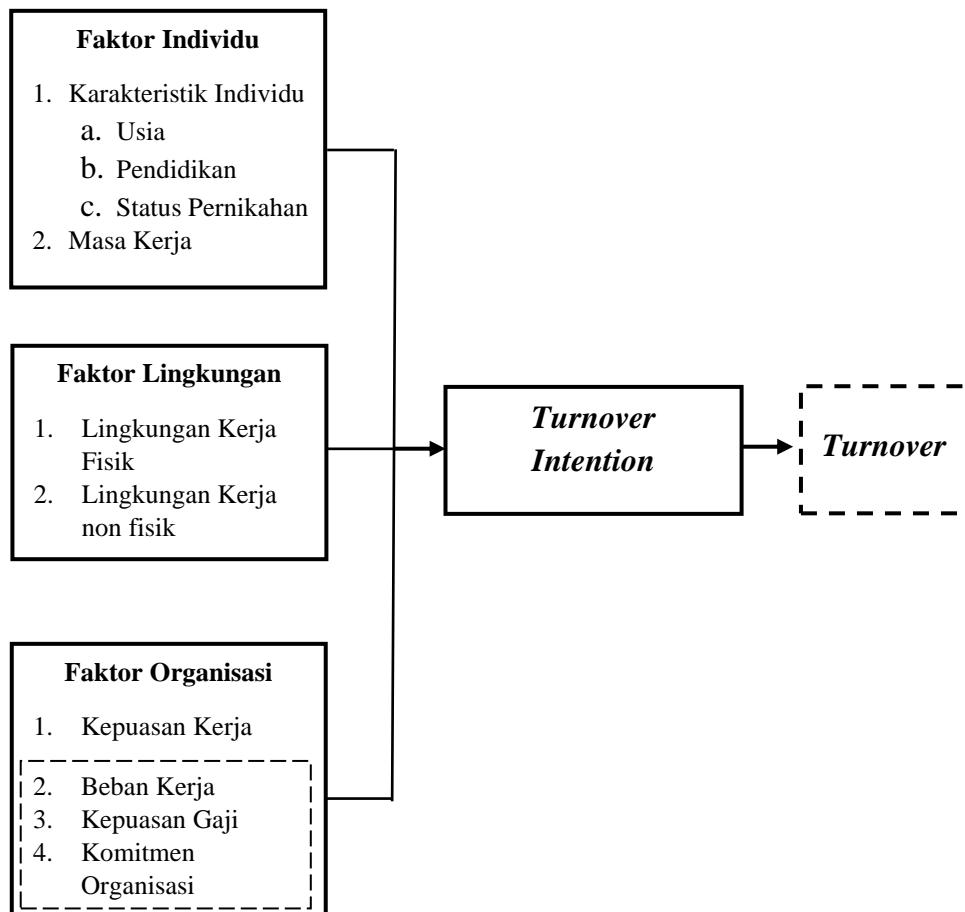 Faktor Individu
1. Karakteristik Individu
a. Usia
b. Pendidikan
c. Status Pernikahan
2. Masa Kerja
Faktor Lingkungan
1. Lingkungan Kerja
Fisik
2. Lingkungan Kerja
non fisik
Turnover
Intention
Turnover
Faktor Organisasi
1. Kepuasan Kerja
2. Beban Kerja
3. Kepuasan Gaji
4. Komitmen
Organisasi